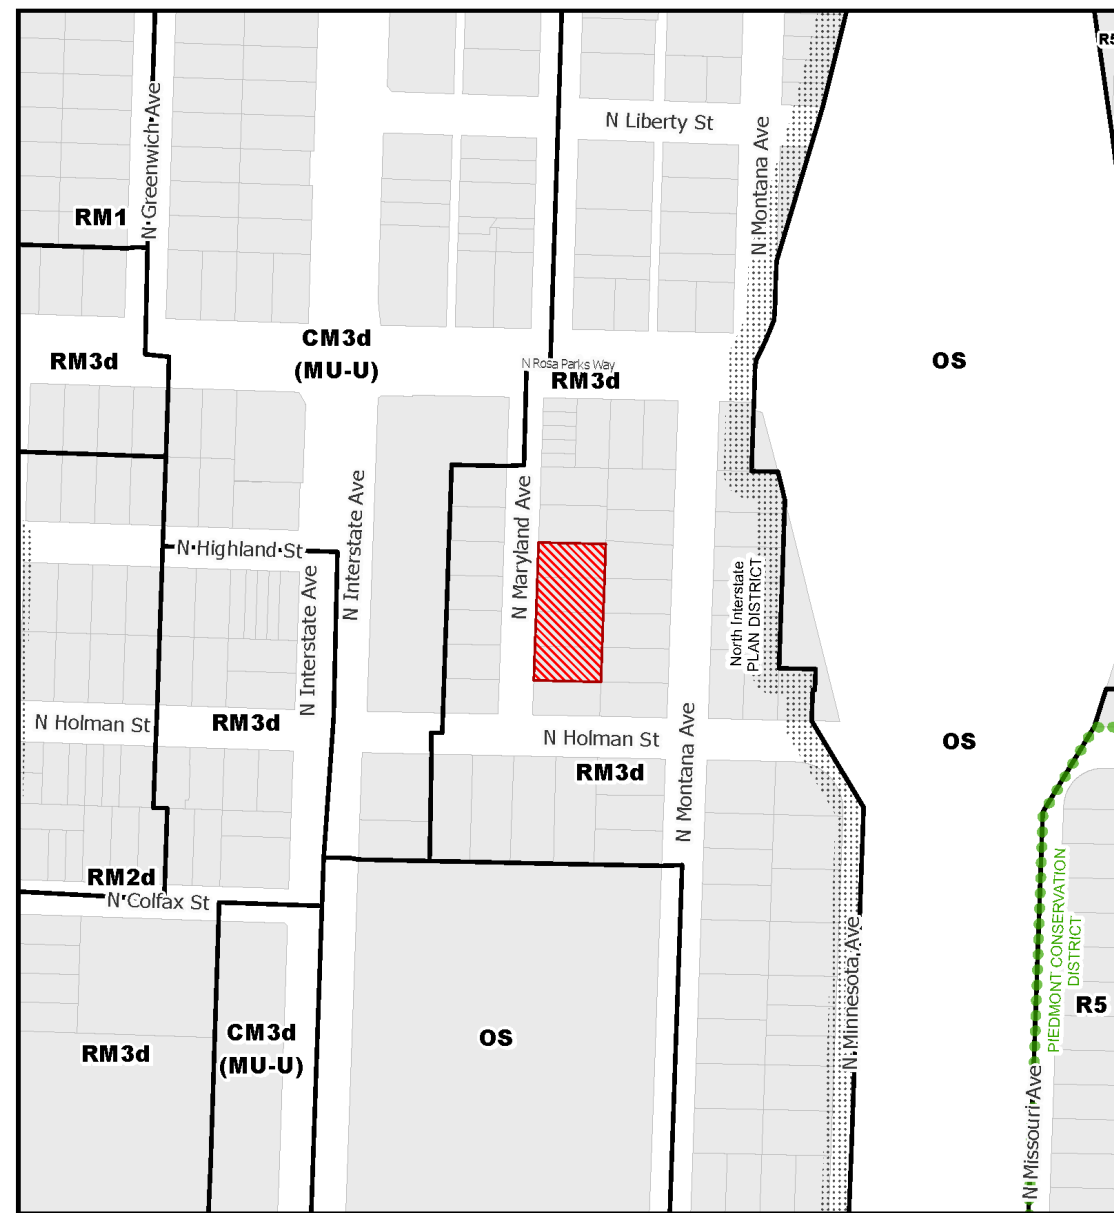 R5
N Greenwich Ave
N Liberty St
N Montana Ave
RM1
CM3d
(MU-U)
RM3d
N Rosa Parks Way
RM3d
OS
N Interstate Ave
N Maryland Ave
N Highland St
N Interstate Ave
North Interstate
PLAN DISTRICT
N Holman St
RM3d
N Holman St
RM3d
N Montana Ave
OS
RM2d
N Colfax St
PIEDMONT CONSERVATION
DISTRICT
N Minnesota Ave
R5
CM3d
(MU-U)
RM3d
OS
N Missouri Ave